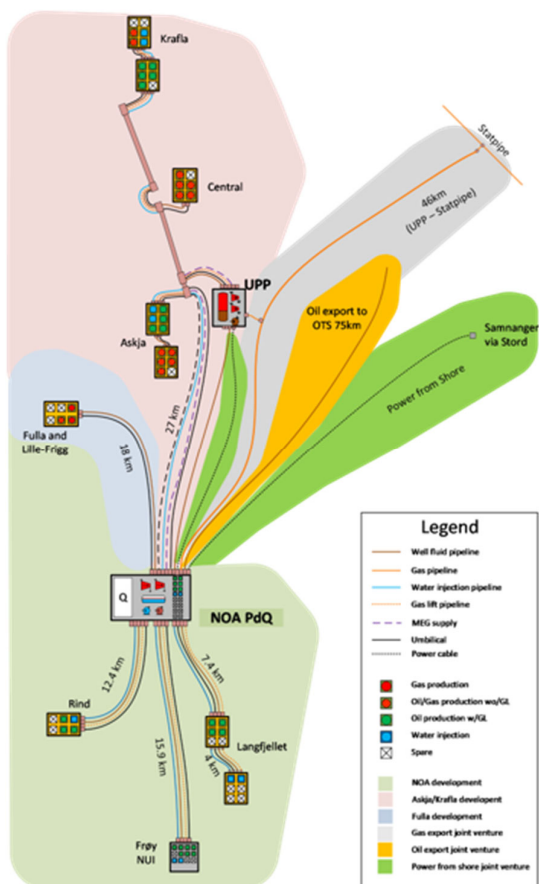 Krafla
Statpipe
Central
46km
(UPP – Statpipe)
UPP
Oil export to
OTS 75km
Samnanger
via Stord
Askja
Power from Shore
27 km
Fulla and
Lille-Frigg
18 km
Q
NOA PdQ
12.4 km
7.4 km
Rind
15.9 km
Langfjellet
4 km
Frøy
NUI
Legend
Well fluid pipeline
Gas pipeline
Water injection pipeline
Gas lift pipeline
MEG supply
Umbilical
Power cable
Gas production
Oil/Gas production wo/GL
Oil production w/GL
Water injection
Spare
NOA development
Askja/Krafla developent
Fulla development
Gas export joint venture
Oil export joint venture
Power from shore joint venture